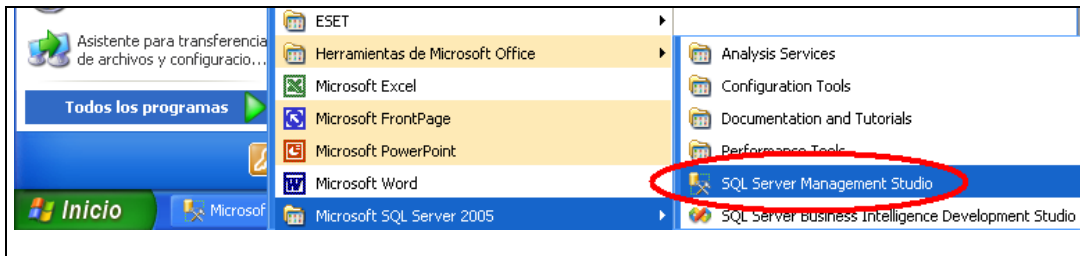 Asistente para transferencia
de archivos y configuracio...
Todos los programas
Inicio
Microsof
ESET
Herramientas de Microsoft Office
Microsoft Excel
Microsoft FrontPage
Microsoft PowerPoint
Microsoft Word
Microsoft SQL Server 2005
Analysis Services
Configuration Tools
Documentation and Tutorials
Performance Tools
SQL Server Management Studio
SQL Server Business Intelligence Development Studio